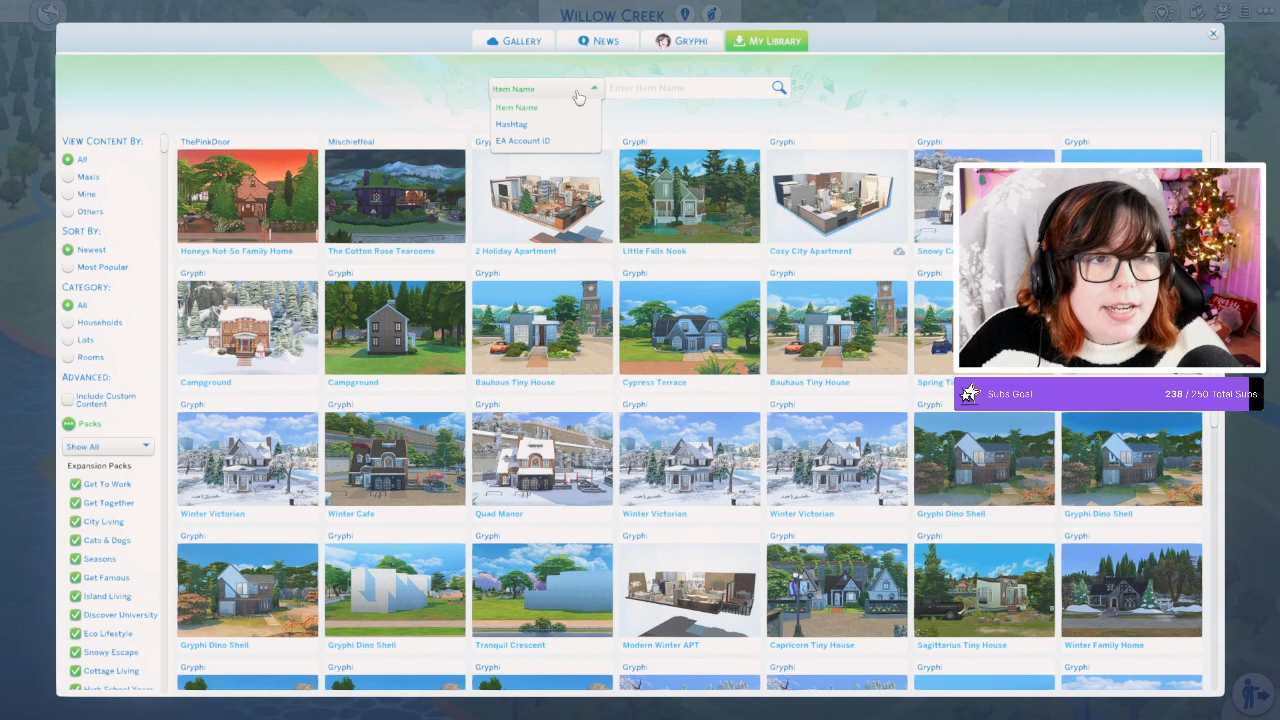 WILLOW CREEK
GALLERY
NEWS
GRYPHI
MY LIBRARY
Item Name
Enter Item Name
Item Name
Hashtag
EA Account ID
VIEW CONTENT BY:
All
Maxis
Mine
Others
SORT BY:
Newest
Most Popular
CATEGORY:
All
Households
Lots
Rooms
ADVANCED:
Include Custom
Content
Packs
Show All
Expansion Packs
Get To Work
Get Together
City Living
Cats & Dogs
Seasons
Get Famous
Island Living
Discover University
Eco Lifestyle
Snowy Escape
Cottage Living
High School Years
ThePinkDoor
Mischieffoal
Gryphi
Gryphi
Gryphi
Gryphi
Honeys Not-So Family Home
The Cotton Rose Tearooms
2 Holiday Apartment
Little Falls Nook
Cozy City Apartment
Snowy
Gryphi
Gryphi
Gryphi
Gryphi
Gryphi
Gryphi
Campground
Campground
Bauhaus Tiny House
Cypress Terrace
Bauhaus Tiny House
Spring
Subs Goal
238 / 250 Total Subs
Gryphi
Gryphi
Gryphi
Gryphi
Gryphi
Gryphi
Winter Victorian
Winter Cafe
Quad Manor
Winter Victorian
Winter Victorian
Gryphi Dino Shell
Gryphi Dino Shell
Gryphi
Gryphi
Gryphi
Gryphi
Gryphi
Gryphi
Gryphi
Gryphi Dino Shell
Gryphi Dino Shell
Tranquil Crescent
Modern Winter APT
Capricorn Tiny House
Sagittarius Tiny House
Winter Family Home
Gryphi
Gryphi
Gryphi
Gryphi
Gryphi
Gryphi
Gryphi